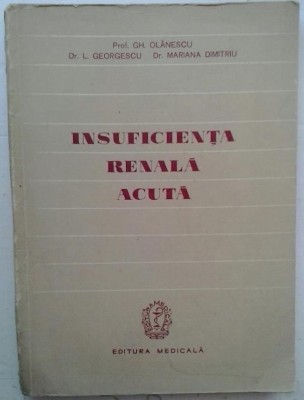 Prof. GH. OLĂNESCU
Dr. L. GEORGESCU Dr. MARIANA DIMITRIU
INSUFICIENȚA
RENALĂ
ACUTĂ
EDITURA MEDICALĂ